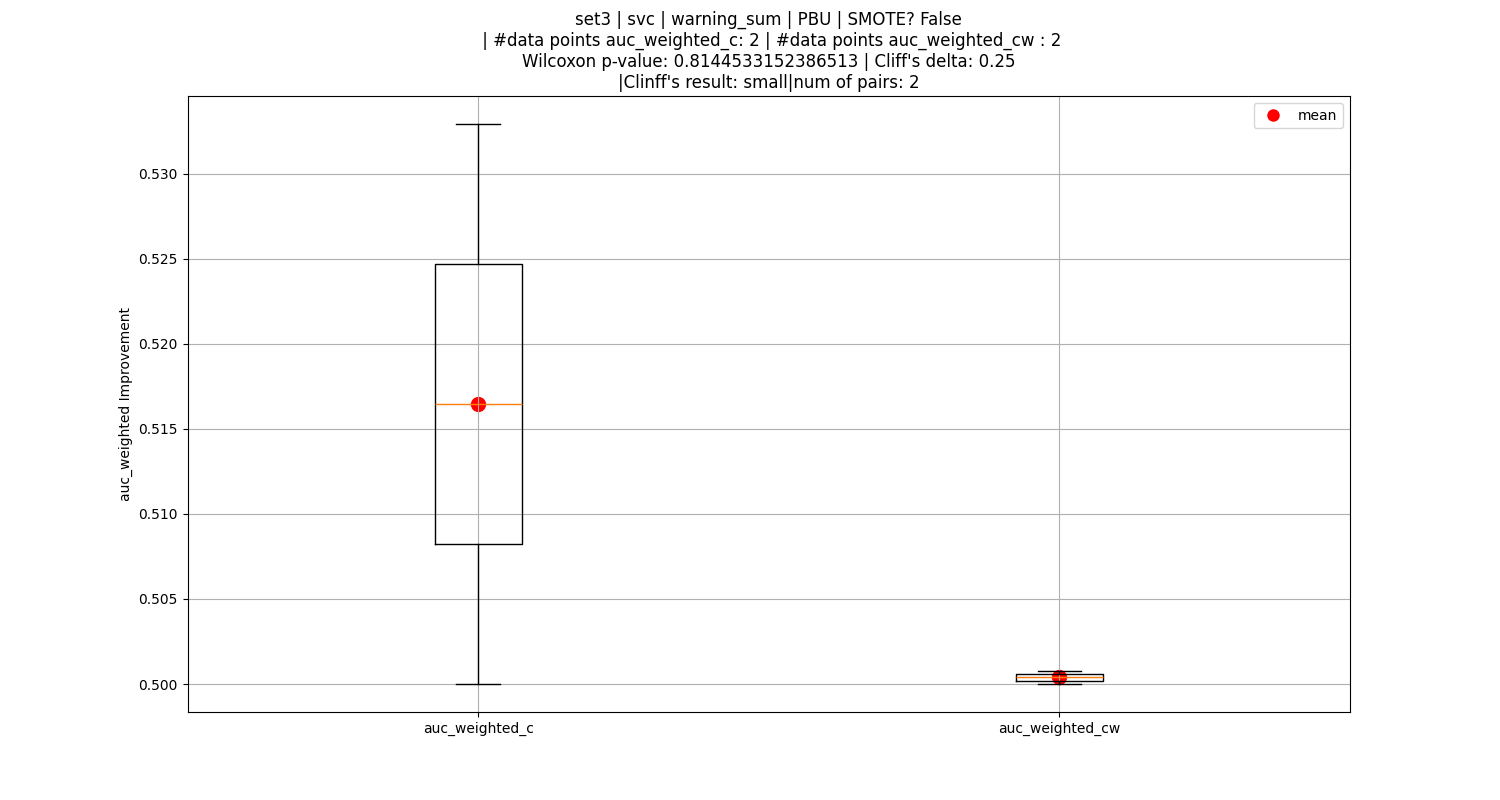 set3 | svc | warning_sum | PBU | SMOTE? False
| #data points auc_weighted_c: 2 | #data points auc_weighted_cw : 2
Wilcoxon p-value: 0.8144533152386513 | Cliff's delta: 0.25
|Clinff's result: small|num of pairs: 2
mean
0.530
0.525
0.520
0.515
0.510
0.505
0.500
auc_weighted Improvement
auc_weighted_c
auc_weighted_cw